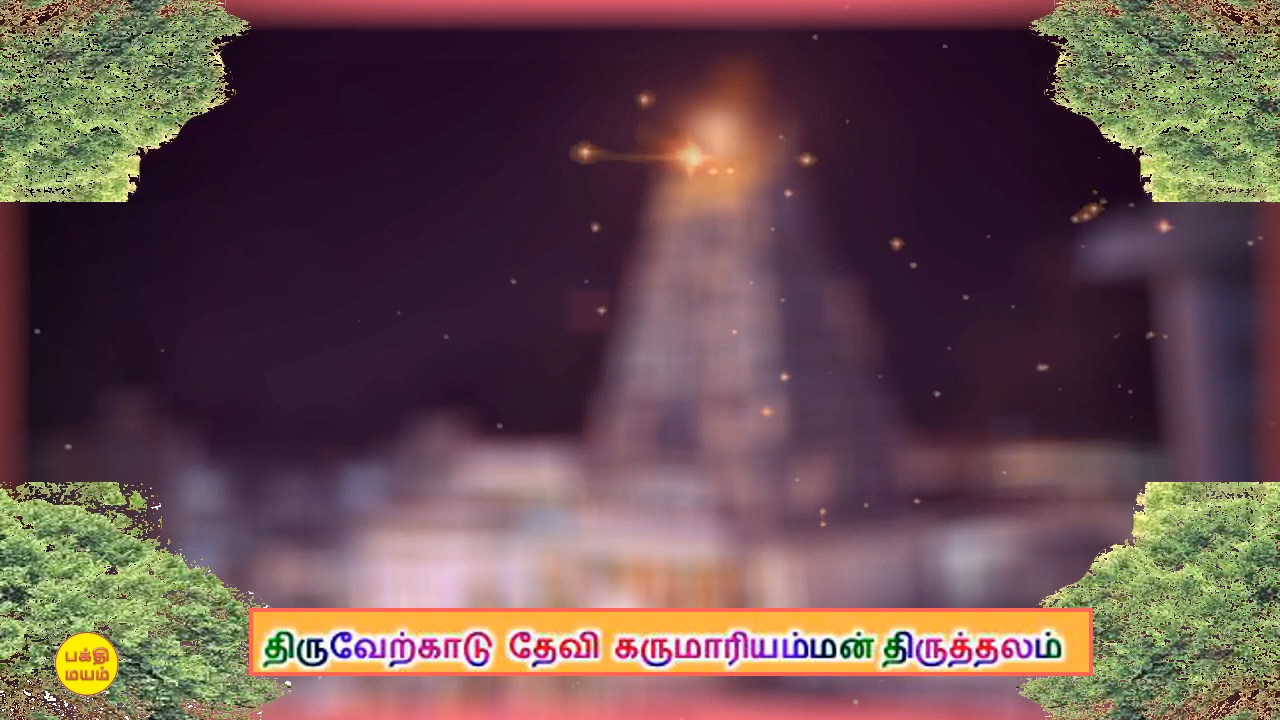 திருவேற்காடு தேவி கருமாரியம்மன் திருத்தலம்
பக்தி
மயம்